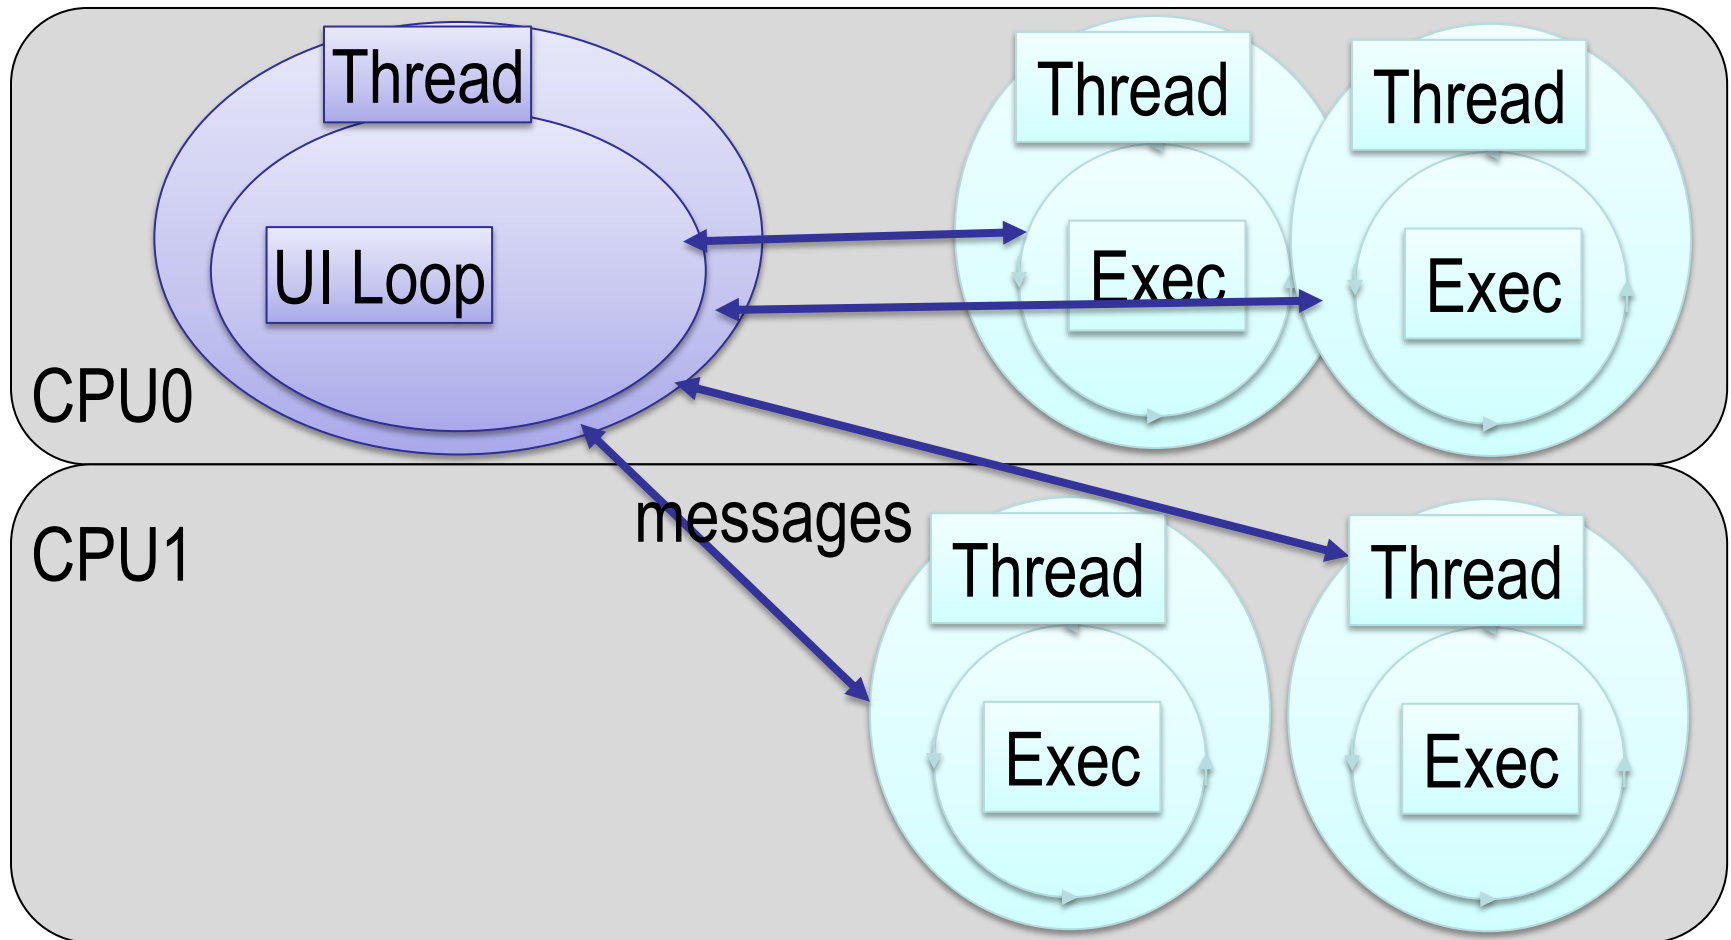 Thread
Thread
Thread
UI Loop
Exec
Exec
CPU0
messages
CPU1
Thread
Thread
Exec
Exec